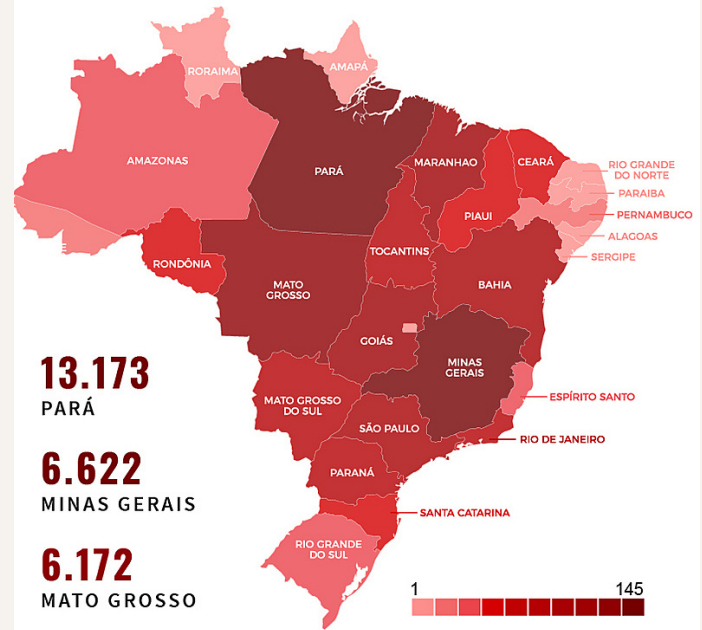 RORAIMA
AMAPÁ
AMAZONAS
PARÁ
MARANHAO
CEARÁ
RIO GRANDE
DO NORTE
PARAIBA
PIAUI
PERNAMBUCO
ALAGOAS
SERGIPE
TOCANTINS
RONDÔNIA
MATO
GROSSO
BAHIA
GOIÁS
MINAS
GERAIS
13.173
PARÁ
MATO GROSSO
DO SUL
ESPÍRITO SANTO
SÃO PAULO
RIO DE JANEIRO
6.622
MINAS GERAIS
PARANÁ
SANTA CATARINA
RIO GRANDE
DO SUL
6.172
MATO GROSSO
1
145